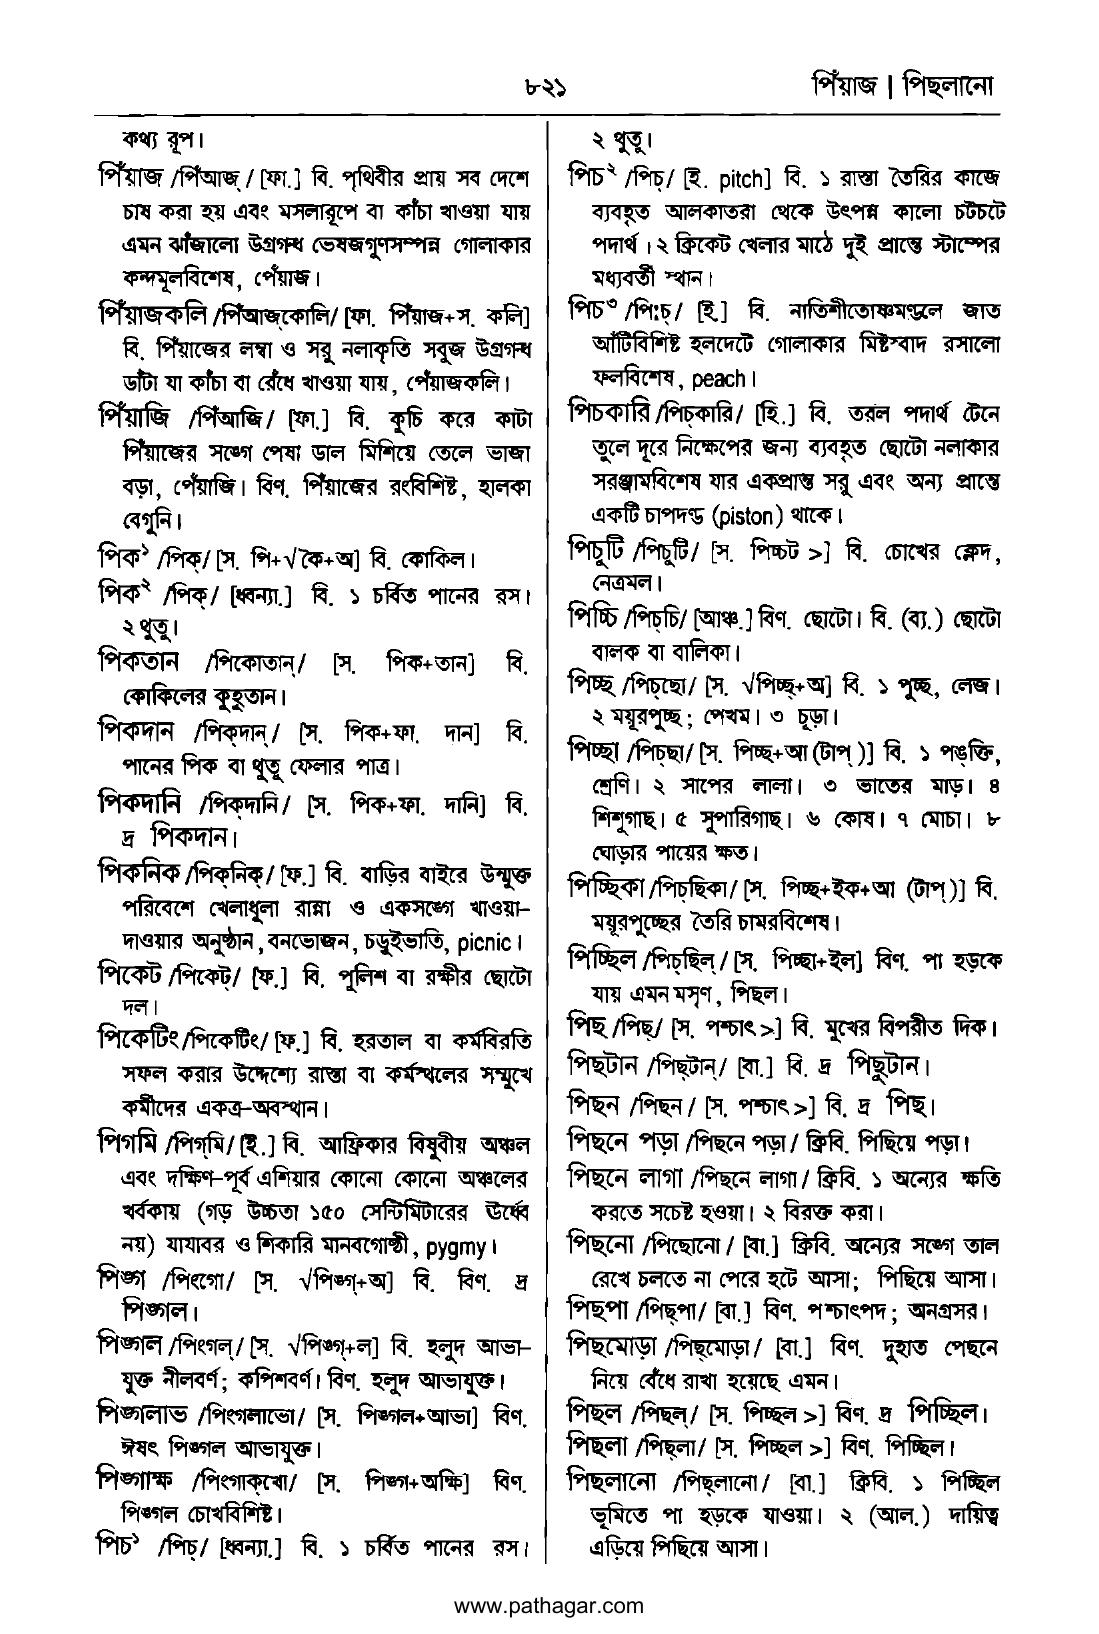 ৮২১
পিঁয়াজ | পিছলানো
কথ্য রূপ।
পিঁয়াজ /পিঁআজ্/ [ফা.] বি. পৃথিবীর প্রায় সব দেশে
চাষ করা হয় এবং মসলারূপে বা কাঁচা খাওয়া যায়
এমন ঝাঁজালো উগ্রগন্ধ ভেষজগুণসম্পন্ন গোলাকার
কন্দমূলবিশেষ, পেঁয়াজ।
পিঁয়াজকলি /পিঁআজ্‌কোলি/ [ফা. পিঁয়াজ+স. কলি]
বি. পিঁয়াজের লম্বা ও সরু নলাকৃতি সবুজ উগ্রগন্ধ
ডাঁটা যা কাঁচা বা রেঁধে খাওয়া যায়, পেঁয়াজকলি।
পিঁয়াজি /পিঁআজি/ [ফা.] বি. কুচি করে কাটা
পিঁয়াজের সঙ্গে পেষা ডাল মিশিয়ে তেলে ভাজা
বড়া, পেঁয়াজি। বিণ. পিঁয়াজের রংবিশিষ্ট, হালকা
বেগুনি।
পিক১ /পিক্/ [স. পি+√কৈ+অ] বি. কোকিল।
পিক২ /পিক্/ [ধ্বন্যা.] বি. ১ চর্বিত পানের রস।
২ থুতু।
পিকতান /পিকোতান্/ [স. পিক+তান] বি.
কোকিলের কুহূতান।
পিকদান /পিক্‌দান্/ [স. পিক+ফা. দান] বি.
পানের পিক বা থুতু ফেলার পাত্র।
পিকদানি /পিক্‌দানি/ [স. পিক+ফা. দানি] বি.
দ্র পিকদান।
পিকনিক /পিক্‌নিক্/ [ফ.] বি. বাড়ির বাইরে উন্মুক্ত
পরিবেশে খেলাধুলা রান্না ও একসঙ্গে খাওয়া-
দাওয়ার অনুষ্ঠান, বনভোজন, চড়ুইভাতি, picnic।
পিকেট /পিকেট্/ [ফ.] বি. পুলিশ বা রক্ষীর ছোটো
দল।
পিকেটিং /পিকেটিং/ [ফ.] বি. হরতাল বা কর্মবিরতি
সফল করার উদ্দেশ্যে রাস্তা বা কর্মস্থলের সম্মুখে
কর্মীদের একত্র-অবস্থান।
পিগমি /পিগ্‌মি/ [ই.] বি. আফ্রিকার বিষুবীয় অঞ্চল
এবং দক্ষিণ-পূর্ব এশিয়ার কোনো কোনো অঞ্চলের
খর্বকায় (গড় উচ্চতা ১৫০ সেন্টিমিটারের ঊর্ধ্বে
নয়) যাযাবর ও শিকারি মানবগোষ্ঠী, pygmy।
পিঙ্গ /পিংগো/ [স. √পিঙ্গ্+অ] বি. বিণ. দ্র
পিঙ্গল।
পিঙ্গল /পিংগল্/ [স. √পিঙ্গ্+ল] বি. হলুদ আভা-
যুক্ত নীলবর্ণ; কপিশবর্ণ। বিণ. হলুদ আভাযুক্ত।
পিঙ্গলাভ /পিংগলাভো/ [স. পিঙ্গল+আভা] বিণ.
ঈষৎ পিঙ্গল আভাযুক্ত।
পিঙ্গাক্ষ /পিংগাক্‌খো/ [স. পিঙ্গ+অক্ষি] বিণ.
পিঙ্গল চোখবিশিষ্ট।
পিচ১ /পিচ্/ [ধ্বন্যা.] বি. ১ চর্বিত পানের রস।
২ থুতু।
পিচ২ /পিচ্/ [ই. pitch] বি. ১ রাস্তা তৈরির কাজে
ব্যবহৃত আলকাতরা থেকে উৎপন্ন কালো চটচটে
পদার্থ। ২ ক্রিকেট খেলার মাঠে দুই প্রান্তে স্টাম্পের
মধ্যবর্তী স্থান।
পিচ৩ /পি:চ্/ [ই.] বি. নাতিশীতোষ্ণমণ্ডলে জাত
আঁটিবিশিষ্ট হলদেটে গোলাকার মিষ্টস্বাদ রসালো
ফলবিশেষ, peach।
পিচকারি /পিচ্‌কারি/ [হি.] বি. তরল পদার্থ টেনে
তুলে দূরে নিক্ষেপের জন্য ব্যবহৃত ছোটো নলাকার
সরঞ্জামবিশেষ যার একপ্রান্ত সরু এবং অন্য প্রান্তে
একটি চাপদণ্ড (piston) থাকে।
পিচুটি /পিচুটি/ [স. পিচ্চট >] বি. চোখের ক্লেদ,
নেত্রমল।
পিচ্চি /পিচ্‌চি/ [আঞ্চ.] বিণ. ছোটো। বি. (ব্য.) ছোটো
বালক বা বালিকা।
পিচ্ছ /পিচ্‌ছো/ [স. √পিচ্ছ্+অ] বি. ১ পুচ্ছ, লেজ।
২ ময়ূরপুচ্ছ; পেখম। ৩ চূড়া।
পিচ্ছা /পিচ্‌ছা/ [স. পিচ্ছ+আ (টাপ্)] বি. ১ পঙ্‌ক্তি,
শ্রেণি। ২ সাপের লালা। ৩ ভাতের মাড়। ৪
শিশুগাছ। ৫ সুপারিগাছ। ৬ কোষ। ৭ মোচা। ৮
ঘোড়ার পায়ের ক্ষত।
পিচ্ছিকা /পিচ্‌ছিকা/ [স. পিচ্ছ+ইক+আ (টাপ্)] বি.
ময়ূরপুচ্ছের তৈরি চামরবিশেষ।
পিচ্ছিল /পিচ্‌ছিল্/ [স. পিচ্ছা+ইল] বিণ. পা হড়কে
যায় এমন মসৃণ, পিছল।
পিছ /পিছ্/ [স. পশ্চাৎ >] বি. মুখের বিপরীত দিক।
পিছটান /পিছ্‌টান্/ [বা.] বি. দ্র পিছুটান।
পিছন /পিছন/ [স. পশ্চাৎ >] বি. দ্র পিছ।
পিছনে পড়া /পিছনে পড়া/ ক্রিবি. পিছিয়ে পড়া।
পিছনে লাগা /পিছনে লাগা/ ক্রিবি. ১ অন্যের ক্ষতি
করতে সচেষ্ট হওয়া। ২ বিরক্ত করা।
পিছনো /পিছোনো/ [বা.] ক্রিবি. অন্যের সঙ্গে তাল
রেখে চলতে না পেরে হটে আসা; পিছিয়ে আসা।
পিছপা /পিছ্‌পা/ [বা.] বিণ. পশ্চাৎপদ; অনগ্রসর।
পিছমোড়া /পিছ্‌মোড়া/ [বা.] বিণ. দুহাত পেছনে
নিয়ে বেঁধে রাখা হয়েছে এমন।
পিছল /পিছল্/ [স. পিচ্ছল >] বিণ. দ্র পিচ্ছিল।
পিছলা /পিছ্‌লা/ [স. পিচ্ছল >] বিণ. পিচ্ছিল।
পিছলানো /পিছ্‌লানো/ [বা.] ক্রিবি. ১ পিচ্ছিল
ভূমিতে পা হড়কে যাওয়া। ২ (আল.) দায়িত্ব
এড়িয়ে পিছিয়ে আসা।
www.pathagar.com